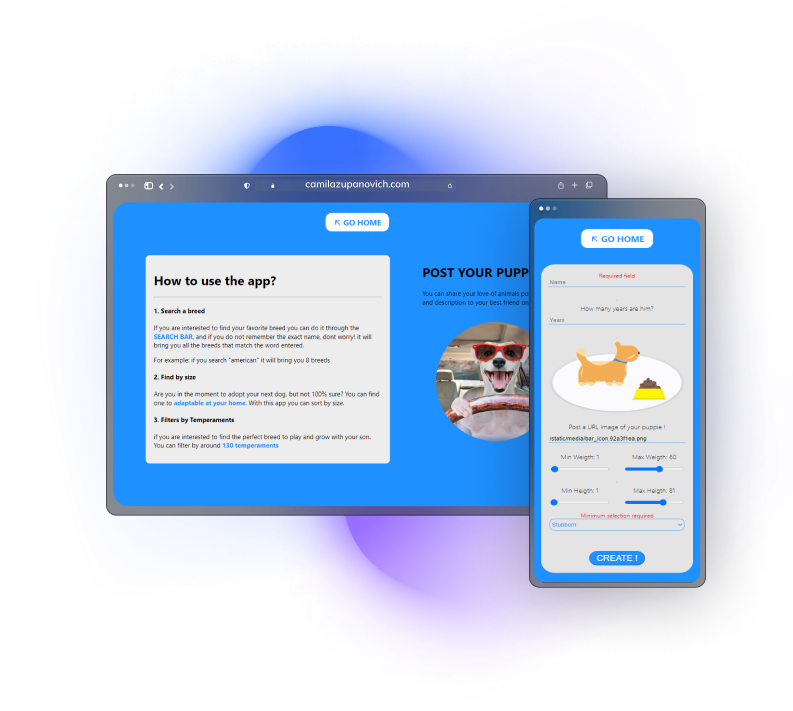 camilazupanovich.com
GO HOME
How to use the app?
1. Search a breed
If you are interested to find your favorite breed you can do it through the
SEARCH BAR, and if you do not remember the exact name, dont worry! it will
bring you all the breeds that match the word entered.
For example: if you search "american" it will bring you 8 breeds
2. Find by size
Are you in the moment to adopt your next dog, but not 100% sure? You can find
one to adaptable at your home. With this app you can sort by size.
3. Filters by Temperaments
if you are interested to find the perfect breed to play and grow with your son.
You can filter by around 130 temperaments
POST YOUR PUPP
You can share your love of animals po
and description to your best friend on
GO HOME
Required field
Name
How many years are him?
Years
Post a URL image of your puppie !
/static/media/bar_icon.92a3f1ea.png
Min Weigth: 1 Max Weigth: 60
Min Heigth: 1 Max Heigth: 81
Minimum selection required
Stubborn
CREATE !